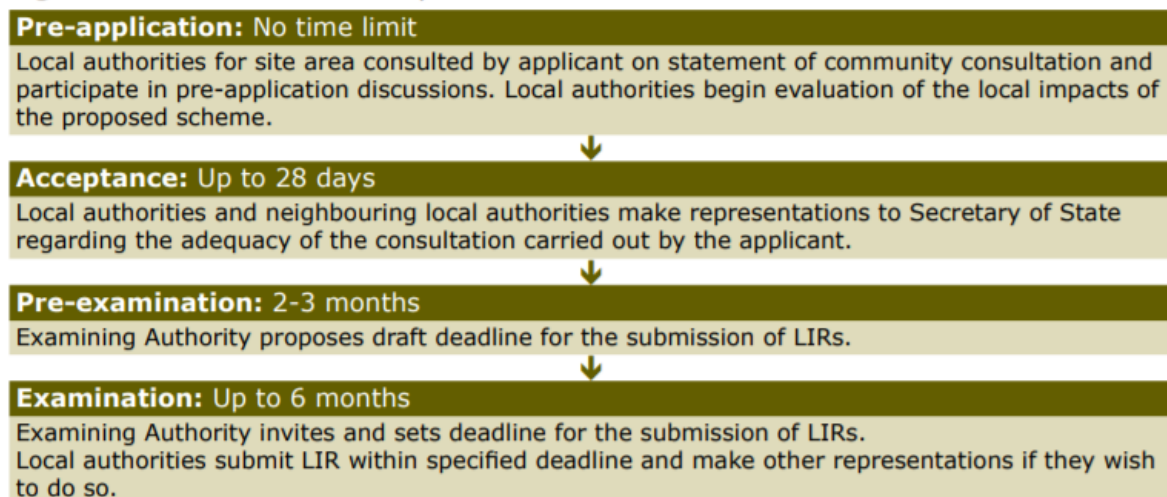 Pre-application: No time limit
Local authorities for site area consulted by applicant on statement of community consultation and
participate in pre-application discussions. Local authorities begin evaluation of the local impacts of
the proposed scheme.
Acceptance: Up to 28 days
Local authorities and neighbouring local authorities make representations to Secretary of State
regarding the adequacy of the consultation carried out by the applicant.
Pre-examination: 2-3 months
Examining Authority proposes draft deadline for the submission of LIRs.
Examination: Up to 6 months
Examining Authority invites and sets deadline for the submission of LIRs.
Local authorities submit LIR within specified deadline and make other representations if they wish
to do so.